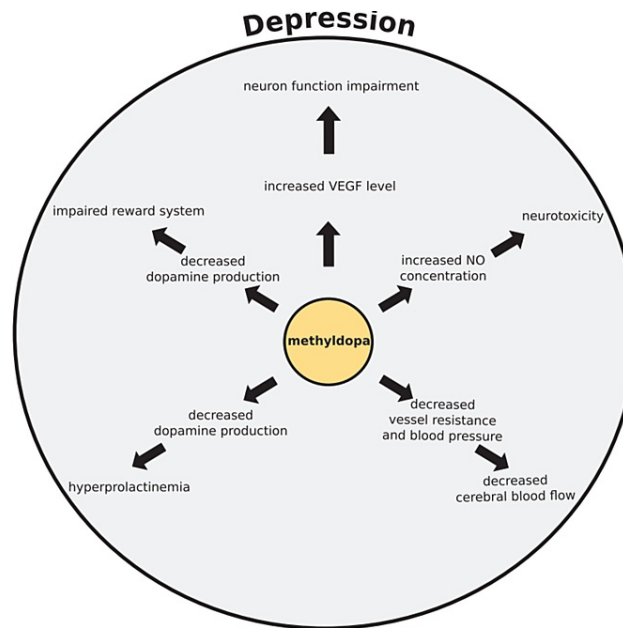 Depression
neuron function impairment
increased VEGF level
impaired reward system
decreased
dopamine production
neurotoxicity
increased NO
concentration
methyldopa
decreased
dopamine production
hyperprolactinemia
decreased
vessel resistance
and blood pressure
decreased
cerebral blood flow